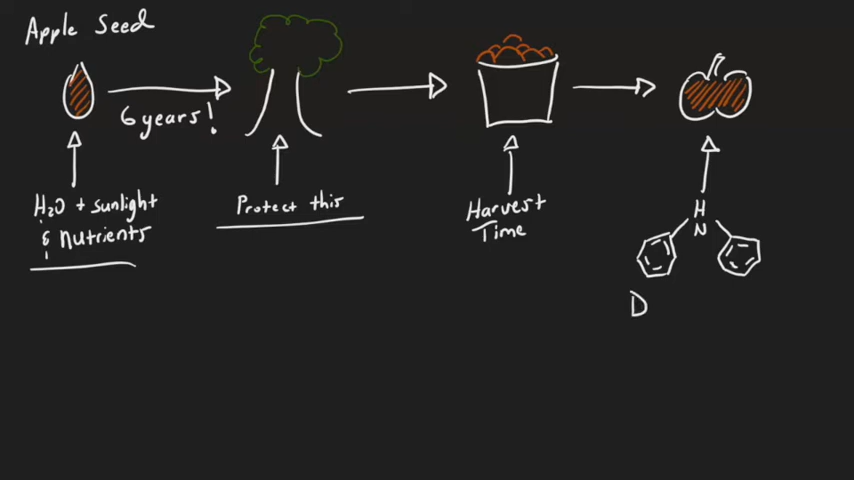 Apple Seed
6 years!
H₂O + sunlight
& Nutrients
Protect this
Harvest
Time
H
N
D